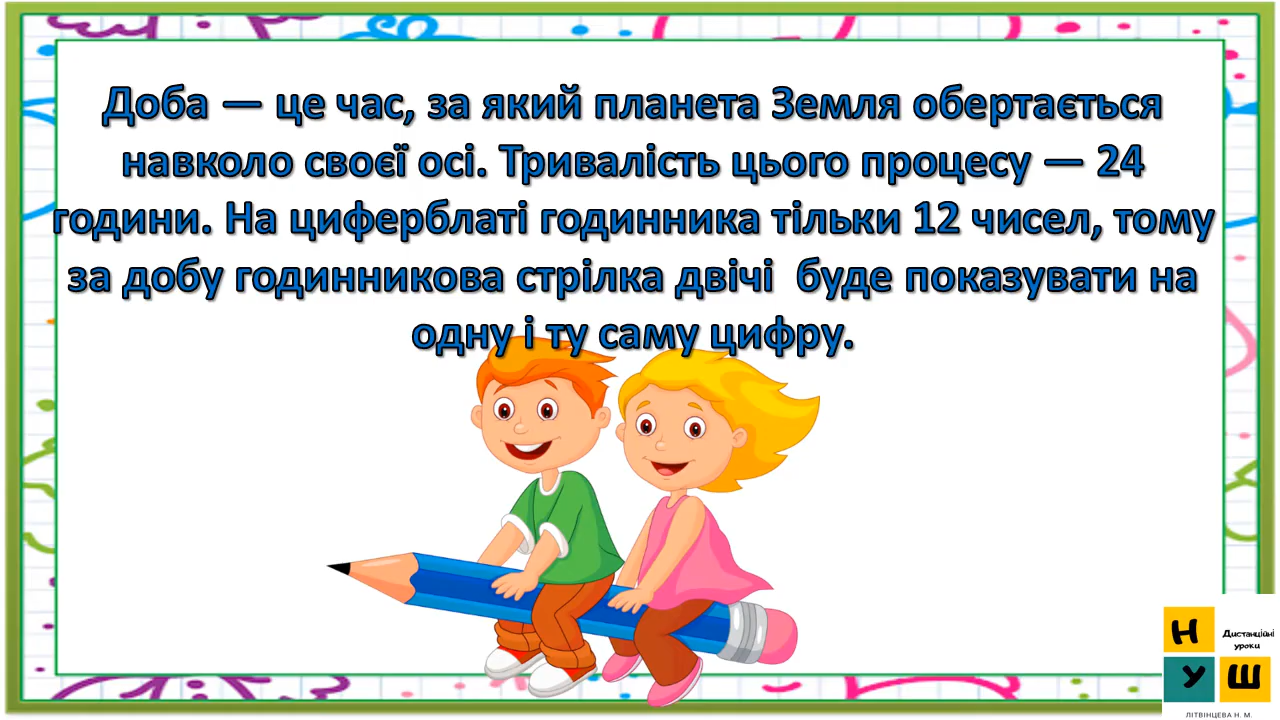 Доба — це час, за який планета Земля обертається
навколо своєї осі. Тривалість цього процесу — 24
години. На циферблаті годинника тільки 12 чисел, тому
за добу годинникова стрілка двічі  буде показувати на
одну і ту саму цифру.
Н
Дистанційні
уроки
У Ш
ЛІТВІНЦЕВА Н. М.